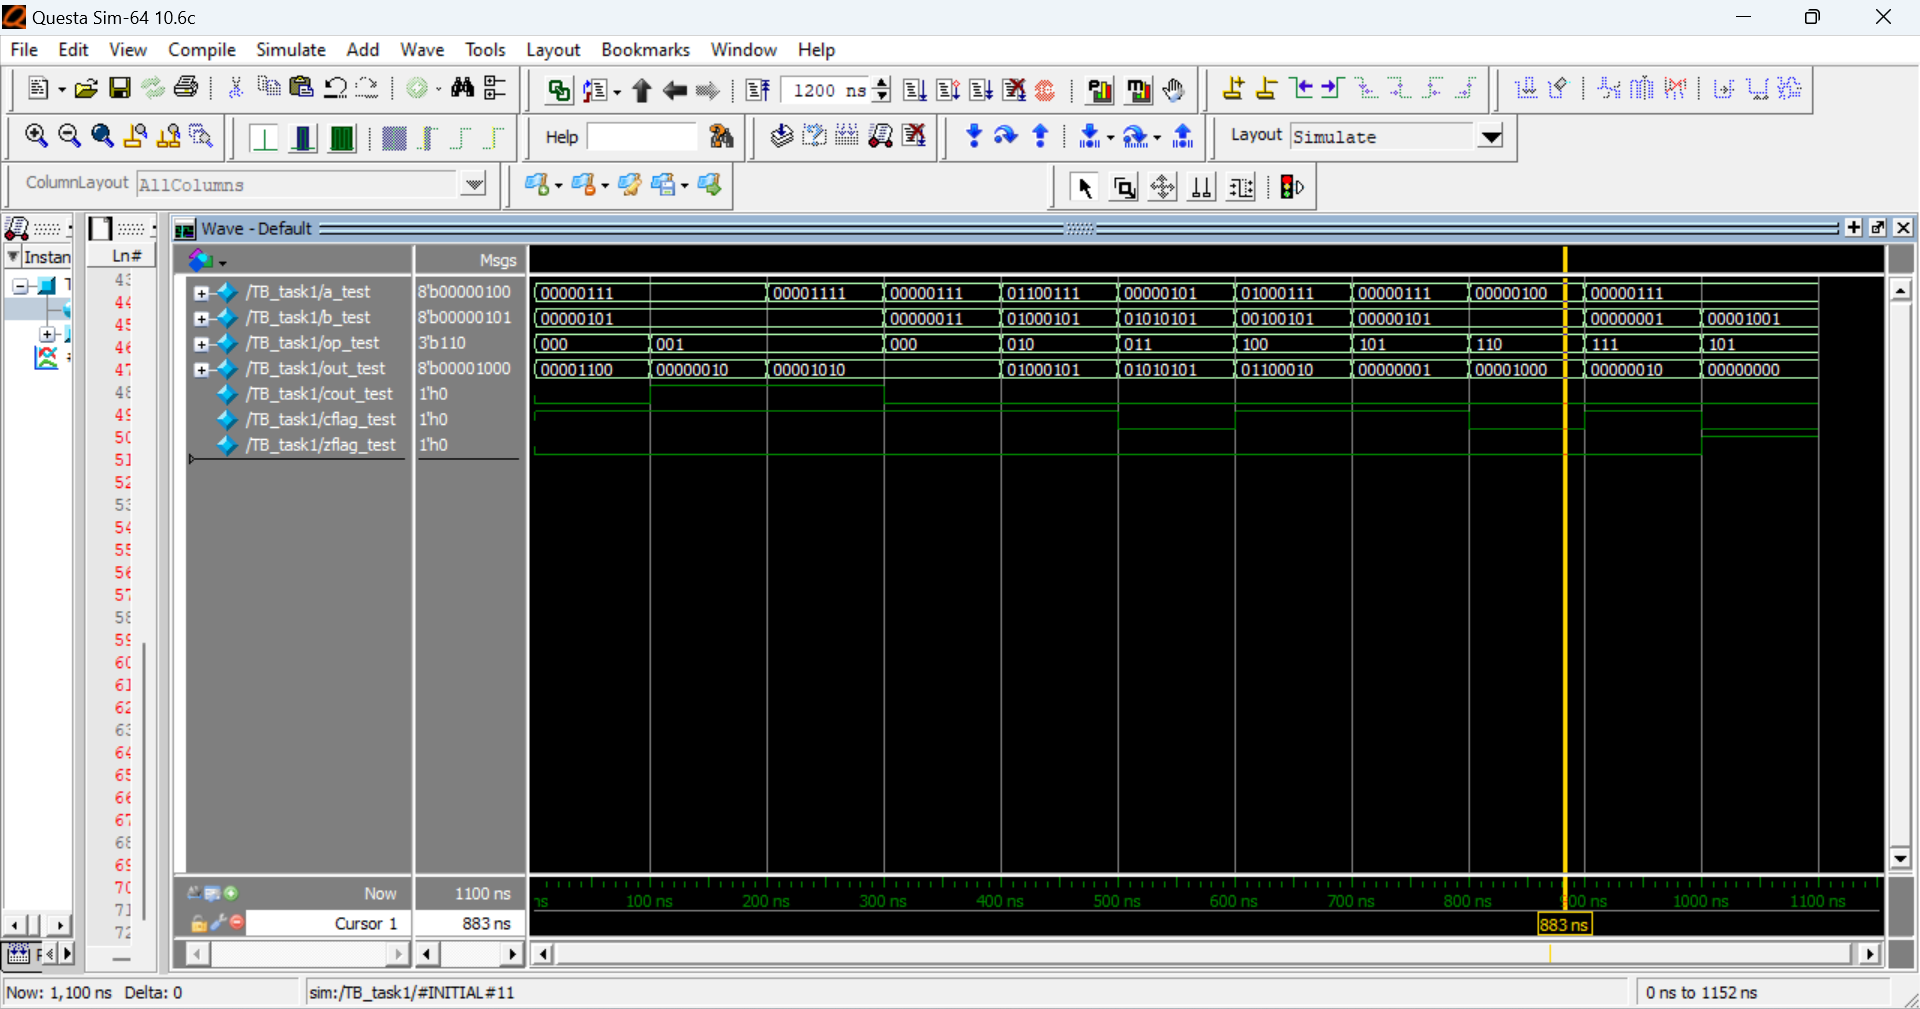 Questa Sim-64 10.6c
File Edit View Compile Simulate Add Wave Tools Layout Bookmarks Window Help
1200 ns
Help
Layout Simulate
ColumnLayout AllColumns
Wave - Default
Instan
Ln#
Msgs
/TB_task1/a_test 8'b00000100 00000111 00001111 00000111 01100111 00000101 01000111 00000111 00000100 00000111
/TB_task1/b_test 8'b00000101 00000101 00000011 01000101 01010101 00100101 00000101 00000001 00001001
/TB_task1/op_test 3'b110 000 001 000 010 011 100 101 110 111 101
/TB_task1/out_test 8'b00001000 00001100 00000010 00001010 01000101 01010101 01100010 00000001 00001000 00000010 00000000
/TB_task1/cout_test 1'h0
/TB_task1/cflag_test 1'h0
/TB_task1/zflag_test 1'h0
43
44
45
46
47
48
49
50
51
52
53
54
55
56
57
58
59
60
61
62
63
64
65
66
67
68
69
70
71
72
Now 1100 ns
ns 100 ns 200 ns 300 ns 400 ns 500 ns 600 ns 700 ns 800 ns 900 ns 1000 ns 1100 ns
Cursor 1 883 ns
883 ns
Now: 1,100 ns Delta: 0
sim:/TB_task1/#INITIAL#11
0 ns to 1152 ns